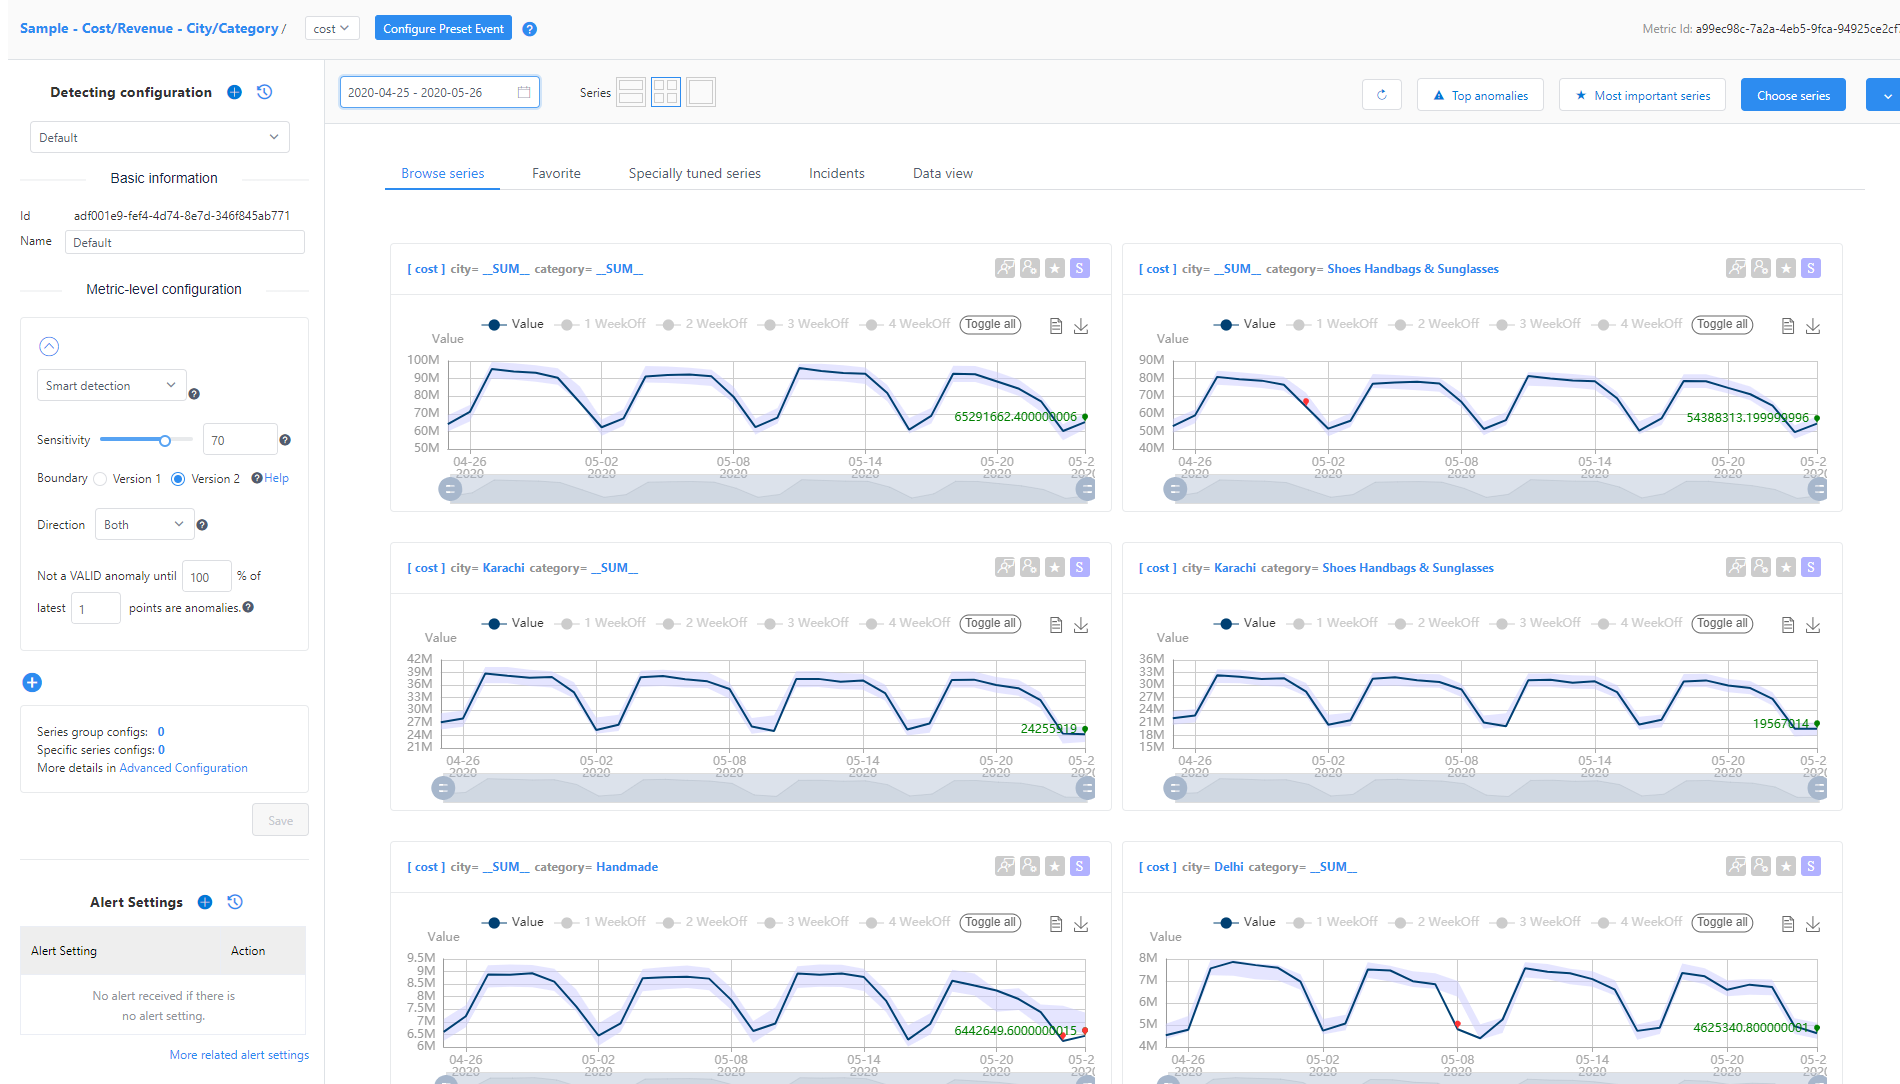 Sample - Cost/Revenue - City/Category /
cost
Configure Preset Event
?
Metric Id: a99ec98c-7a2a-4eb5-9fca-94925ce2cf
Detecting configuration
Default
Basic information
Id adf001e9-fef4-4d74-8e7d-346f845ab771
Name Default
Metric-level configuration
Smart detection ?
Sensitivity 70 ?
Boundary Version 1 Version 2 ? Help
Direction Both ?
Not a VALID anomaly until 100 % of
latest 1 points are anomalies. ?
Series group configs: 0
Specific series configs: 0
More details in Advanced Configuration
Save
Alert Settings
Alert Setting Action
No alert received if there is
no alert setting.
More related alert settings
2020-04-25 - 2020-05-26
Series
Top anomalies
Most important series
Choose series
Browse series Favorite Specially tuned series Incidents Data view
[ cost ] city= __SUM__ category= __SUM__
S
Value 1 WeekOff 2 WeekOff 3 WeekOff 4 WeekOff Toggle all
Value
100M
90M
80M
70M
60M
50M
65291662.400000006
04-26 05-02 05-08 05-14 05-20 05-2
2020 2020 2020 2020 2020 202
[ cost ] city= __SUM__ category= Shoes Handbags & Sunglasses
S
Value 1 WeekOff 2 WeekOff 3 WeekOff 4 WeekOff Toggle all
Value
90M
80M
70M
60M
50M
40M
54388313.199999996
04-26 05-02 05-08 05-14 05-20 05-2
2020 2020 2020 2020 2020 202
[ cost ] city= Karachi category= __SUM__
S
Value 1 WeekOff 2 WeekOff 3 WeekOff 4 WeekOff Toggle all
Value
42M
39M
36M
33M
30M
27M
24M
21M
24255919
04-26 05-02 05-08 05-14 05-20 05-2
2020 2020 2020 2020 2020 202
[ cost ] city= Karachi category= Shoes Handbags & Sunglasses
S
Value 1 WeekOff 2 WeekOff 3 WeekOff 4 WeekOff Toggle all
Value
36M
33M
30M
27M
24M
21M
18M
15M
19567014
04-26 05-02 05-08 05-14 05-20 05-2
2020 2020 2020 2020 2020 202
[ cost ] city= __SUM__ category= Handmade
S
Value 1 WeekOff 2 WeekOff 3 WeekOff 4 WeekOff Toggle all
Value
9.5M
9M
8.5M
8M
7.5M
7M
6.5M
6M
6442649.6000000015
04-26 05-02 05-08 05-14 05-20 05-2
2020 2020 2020 2020 2020 202
[ cost ] city= Delhi category= __SUM__
S
Value 1 WeekOff 2 WeekOff 3 WeekOff 4 WeekOff Toggle all
Value
8M
7M
6M
5M
4M
4625340.800000001
04-26 05-02 05-08 05-14 05-20 05-2
2020 2020 2020 2020 2020 202